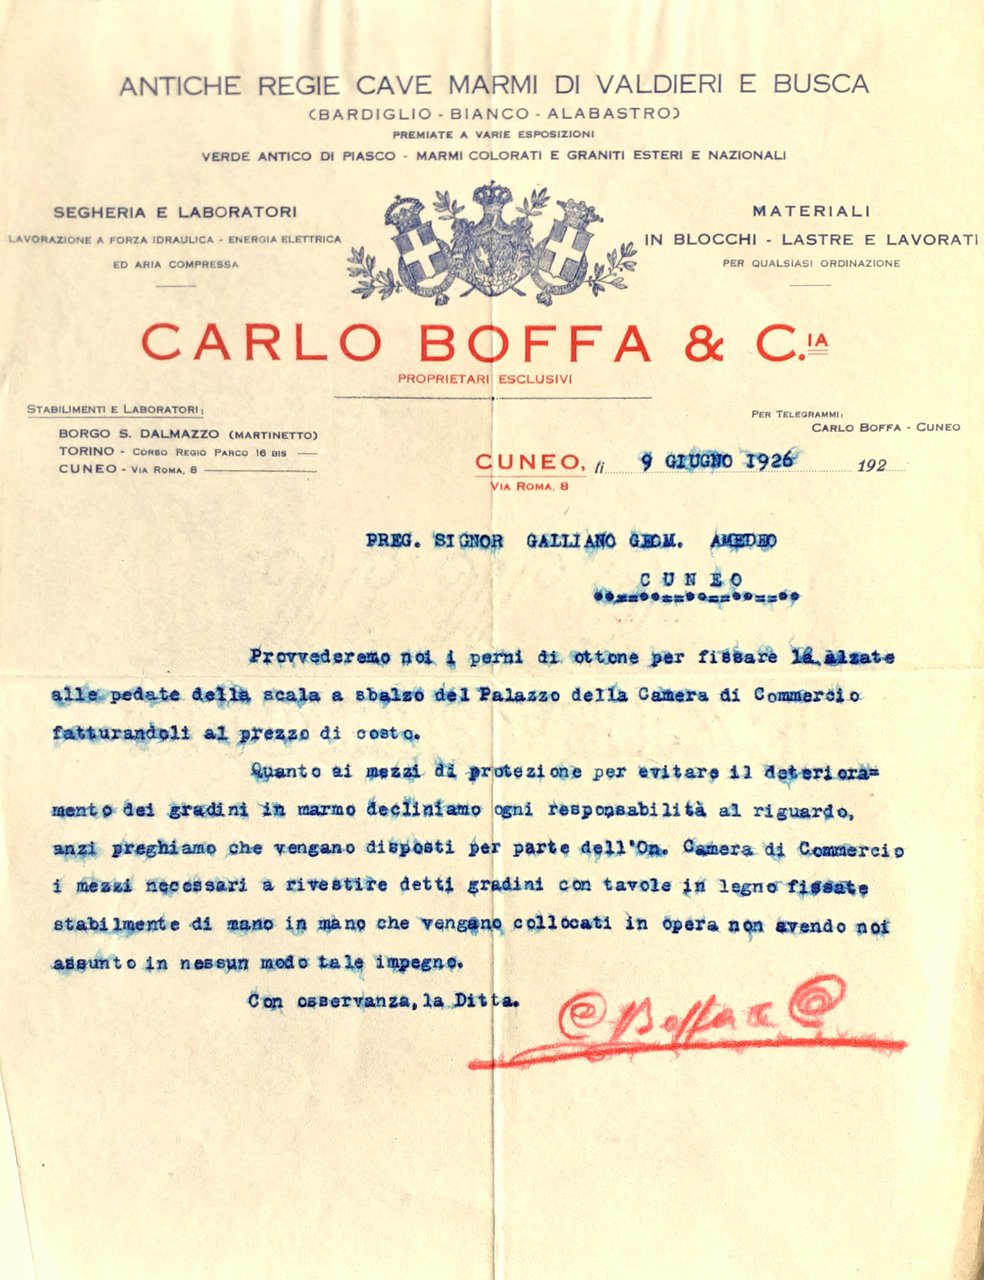 ANTICHE REGIE CAVE MARMI DI VALDIERI E BUSCA
(BARDIGLIO - BIANCO - ALABASTRO)
PREMIATE A VARIE ESPOSIZIONI
VERDE ANTICO DI PIASCO - MARMI COLORATI E GRANITI ESTERI E NAZIONALI
SEGHERIA E LABORATORI
LAVORAZIONE A FORZA IDRAULICA - ENERGIA ELETTRICA
ED ARIA COMPRESSA
MATERIALI
IN BLOCCHI - LASTRE E LAVORATI
PER QUALSIASI ORDINAZIONE
CARLO BOFFA & C.IA
PROPRIETARI ESCLUSIVI
STABILIMENTI E LABORATORI:
BORGO S. DALMAZZO (MARTINETTO)
TORINO - CORSO REGIO PARCO 16 BIS
CUNEO - VIA ROMA, 8
PER TELEGRAMMI:
CARLO BOFFA - CUNEO
CUNEO, li 9 GIUGNO 1926 192
VIA ROMA, 8
PREG. SIGNOR GALLIANO GEOM. AMEDEO
C U N E O
Provvederemo noi i perni di ottone per fissare le alzate
alle pedate della scala a sbalzo del Palazzo della Camera di Commercio
fatturandoli al prezzo di costo.
Quanto ai mezzi di protezione per evitare il deteriora=
mento dei gradini in marmo decliniamo ogni responsabilità al riguardo,
anzi preghiamo che vengano disposti per parte dell'On. Camera di Commercio
i mezzi necessari a rivestire detti gradini con tavole in legno fissate
stabilmente di mano in mano che vengano collocati in opera non avendo noi
assunto in nessun modo tale impegno.
Con osservanza, la Ditta.
C Boffa & C